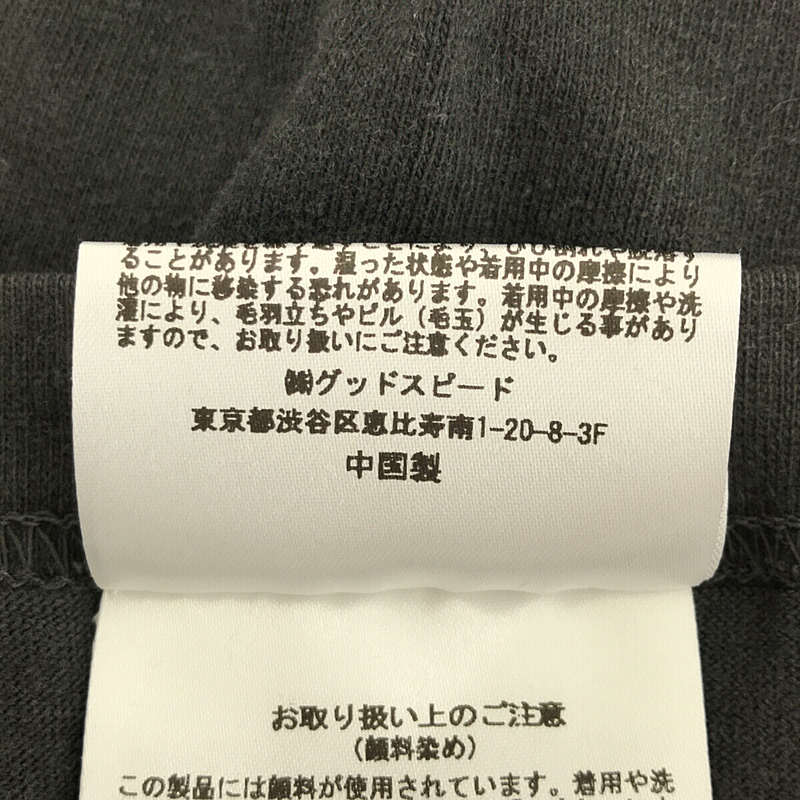 ることがあります。湿った状態や着用中の摩擦により
他の物に移染する恐れがあります。着用中の摩擦や洗
濯により、毛羽立ちやピル（毛玉）が生じる事があり
ますので、お取り扱いにご注意ください。
㈱グッドスピード
東京都渋谷区恵比寿南1-20-8-3F
中国製
お取り扱い上のご注意
（顔料染め）
この製品には顔料が使用されています。着用や洗